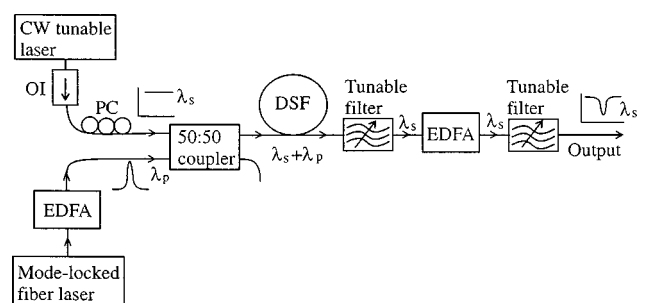 CW tunable
laser
OI
PC
λs
50:50
coupler
λp
EDFA
Mode-locked
fiber laser
DSF
λs+λp
Tunable
filter
λs
EDFA
λs
Tunable
filter
λs
Output